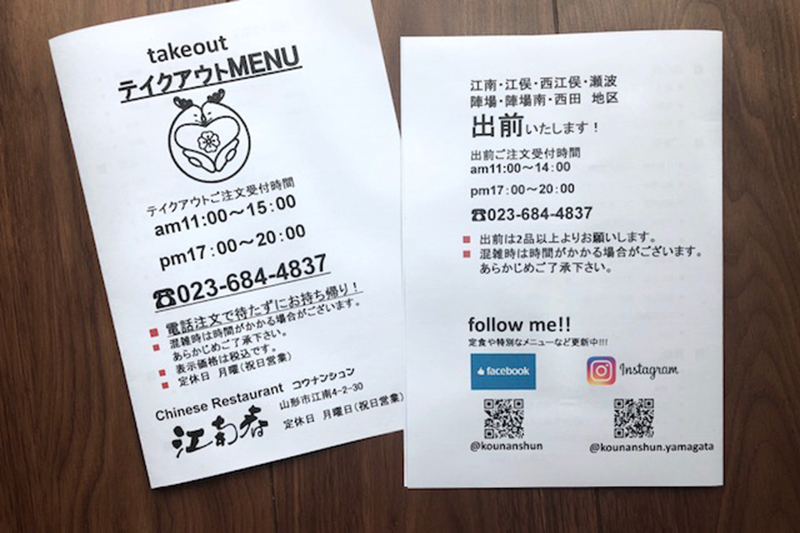 takeout
テイクアウトMENU
テイクアウトご注文受付時間
am11:00～15:00
pm17:00～20:00
☎023-684-4837
■ 電話注文で待たずにお持ち帰り！
■ 混雑時は時間がかかる場合がございます。
あらかじめご了承下さい。
■ 表示価格は税込です。
■ 定休日 月曜(祝日営業)
Chinese Restaurant コウナンシュン
江南春
山形市江南4-2-30
定休日 月曜日(祝日営業)
江南・江俣・西江俣・瀬波
陣場・陣場南・西田 地区
出前いたします！
出前ご注文受付時間
am11:00～14:00
pm17:00～20:00
☎023-684-4837
■ 出前は2品以上よりお願いします。
■ 混雑時は時間がかかる場合がございます。
あらかじめご了承下さい。
follow me!!
定食や特別なメニューなど更新中!!!
facebook
Instagram
@kounanshun
@kounanshun.yamagata